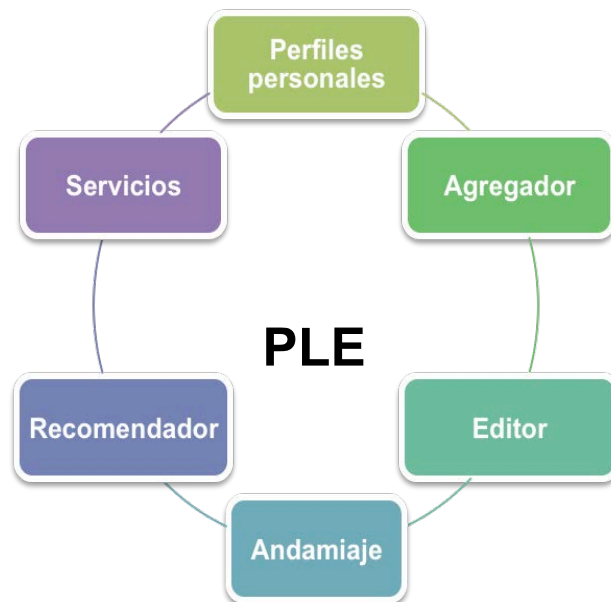 Perfiles
personales
Servicios
Agregador
PLE
Recomendador
Editor
Andamiaje